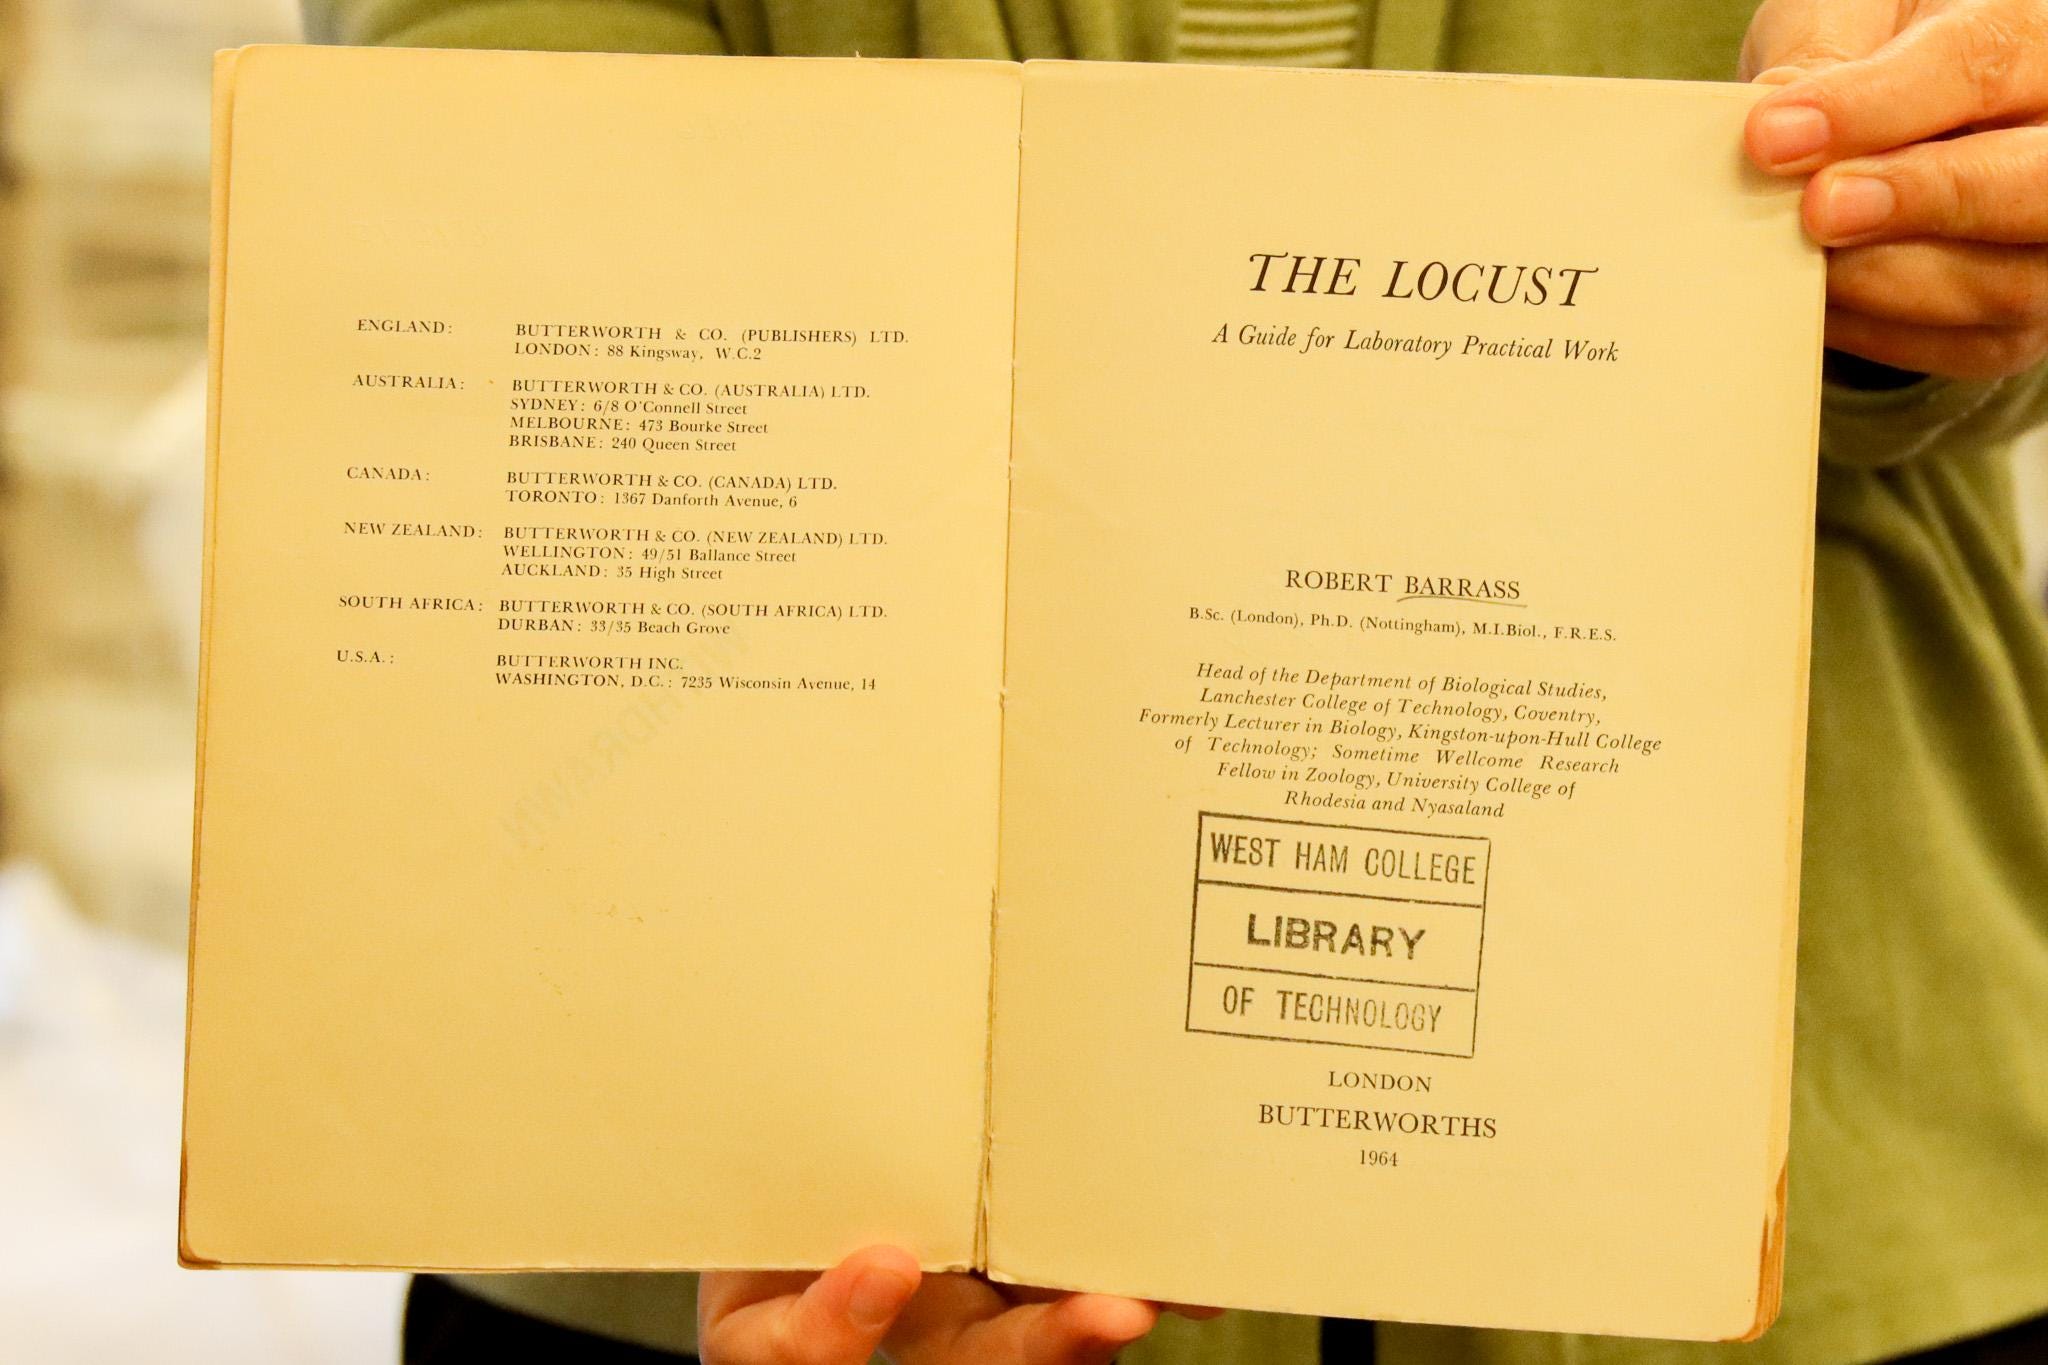 ENGLAND: BUTTERWORTH & CO. (PUBLISHERS) LTD.
LONDON: 88 Kingsway, W.C.2
AUSTRALIA: BUTTERWORTH & CO. (AUSTRALIA) LTD.
SYDNEY: 6/8 O'Connell Street
MELBOURNE: 473 Bourke Street
BRISBANE: 240 Queen Street
CANADA: BUTTERWORTH & CO. (CANADA) LTD.
TORONTO: 1367 Danforth Avenue, 6
NEW ZEALAND: BUTTERWORTH & CO. (NEW ZEALAND) LTD.
WELLINGTON: 49/51 Ballance Street
AUCKLAND: 35 High Street
SOUTH AFRICA: BUTTERWORTH & CO. (SOUTH AFRICA) LTD.
DURBAN: 33/35 Beach Grove
U.S.A.: BUTTERWORTH INC.
WASHINGTON, D.C.: 7235 Wisconsin Avenue, 14
WITHDRAWN
THE LOCUST
A Guide for Laboratory Practical Work
ROBERT BARRASS
B.Sc. (London), Ph.D. (Nottingham), M.I.Biol., F.R.E.S.
Head of the Department of Biological Studies,
Lanchester College of Technology, Coventry,
Formerly Lecturer in Biology, Kingston-upon-Hull College
of Technology; Sometime Wellcome Research
Fellow in Zoology, University College of
Rhodesia and Nyasaland
WEST HAM COLLEGE
LIBRARY
OF TECHNOLOGY
LONDON
BUTTERWORTHS
1964